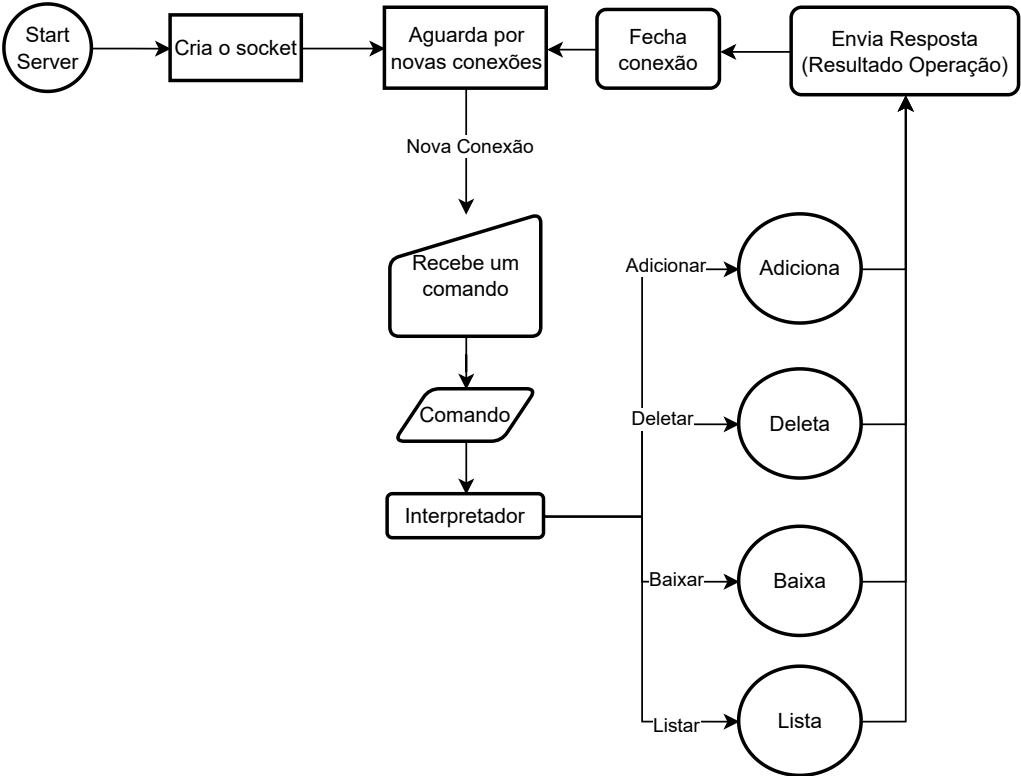 Start
Server
Cria o socket
Aguarda por
novas conexões
Fecha
conexão
Envia Resposta
(Resultado Operação)
Nova Conexão
Recebe um
comando
Comando
Interpretador
Adicionar
Adiciona
Deletar
Deleta
Baixar
Baixa
Listar
Lista